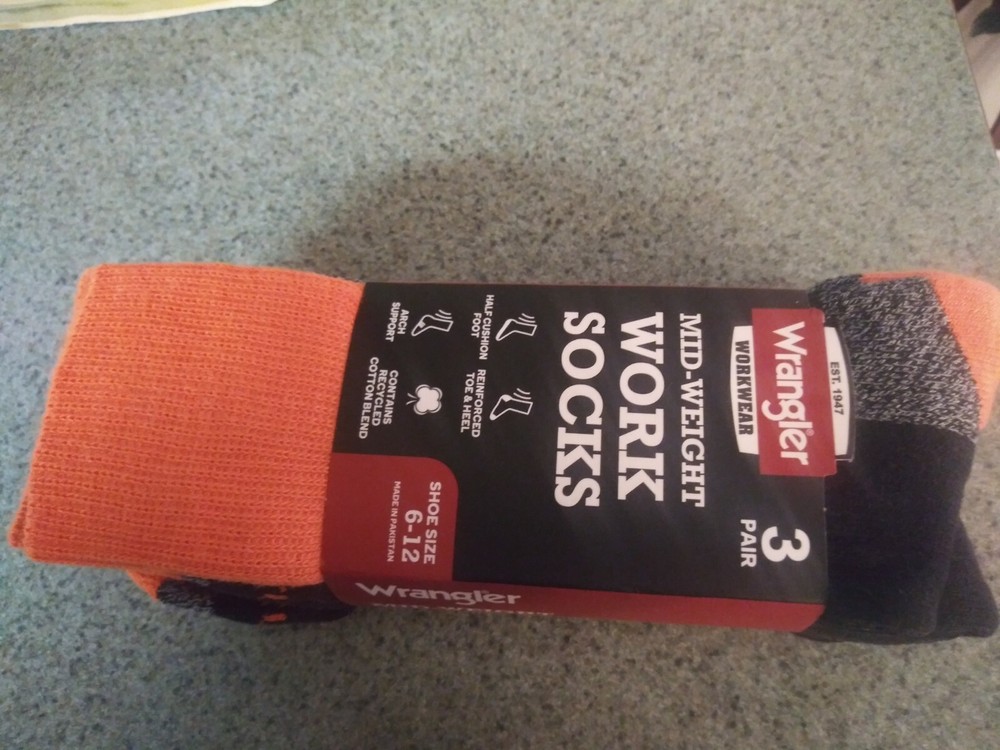 EST. 1947
Wrangler
WORKWEAR
3
PAIR
MID-WEIGHT
WORK
SOCKS
HALF CUSHION
FOOT
REINFORCED
TOE & HEEL
ARCH
SUPPORT
CONTAINS
RECYCLED
COTTON BLEND
SHOE SIZE
6-12
MADE IN PAKISTAN
Wrangler